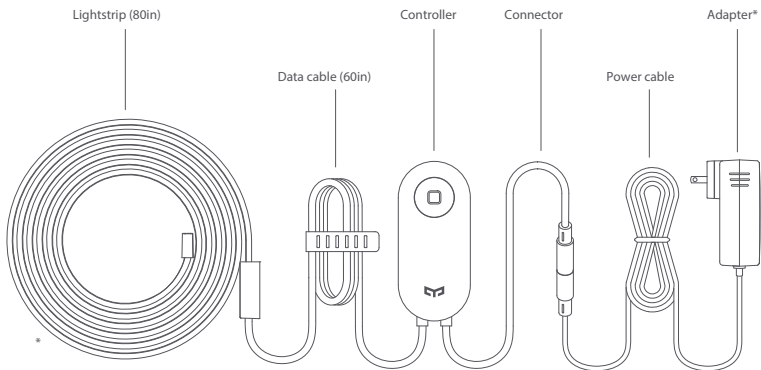 Lightstrip (80in)
Controller
Connector
Adapter*
Data cable (60in)
Power cable
*